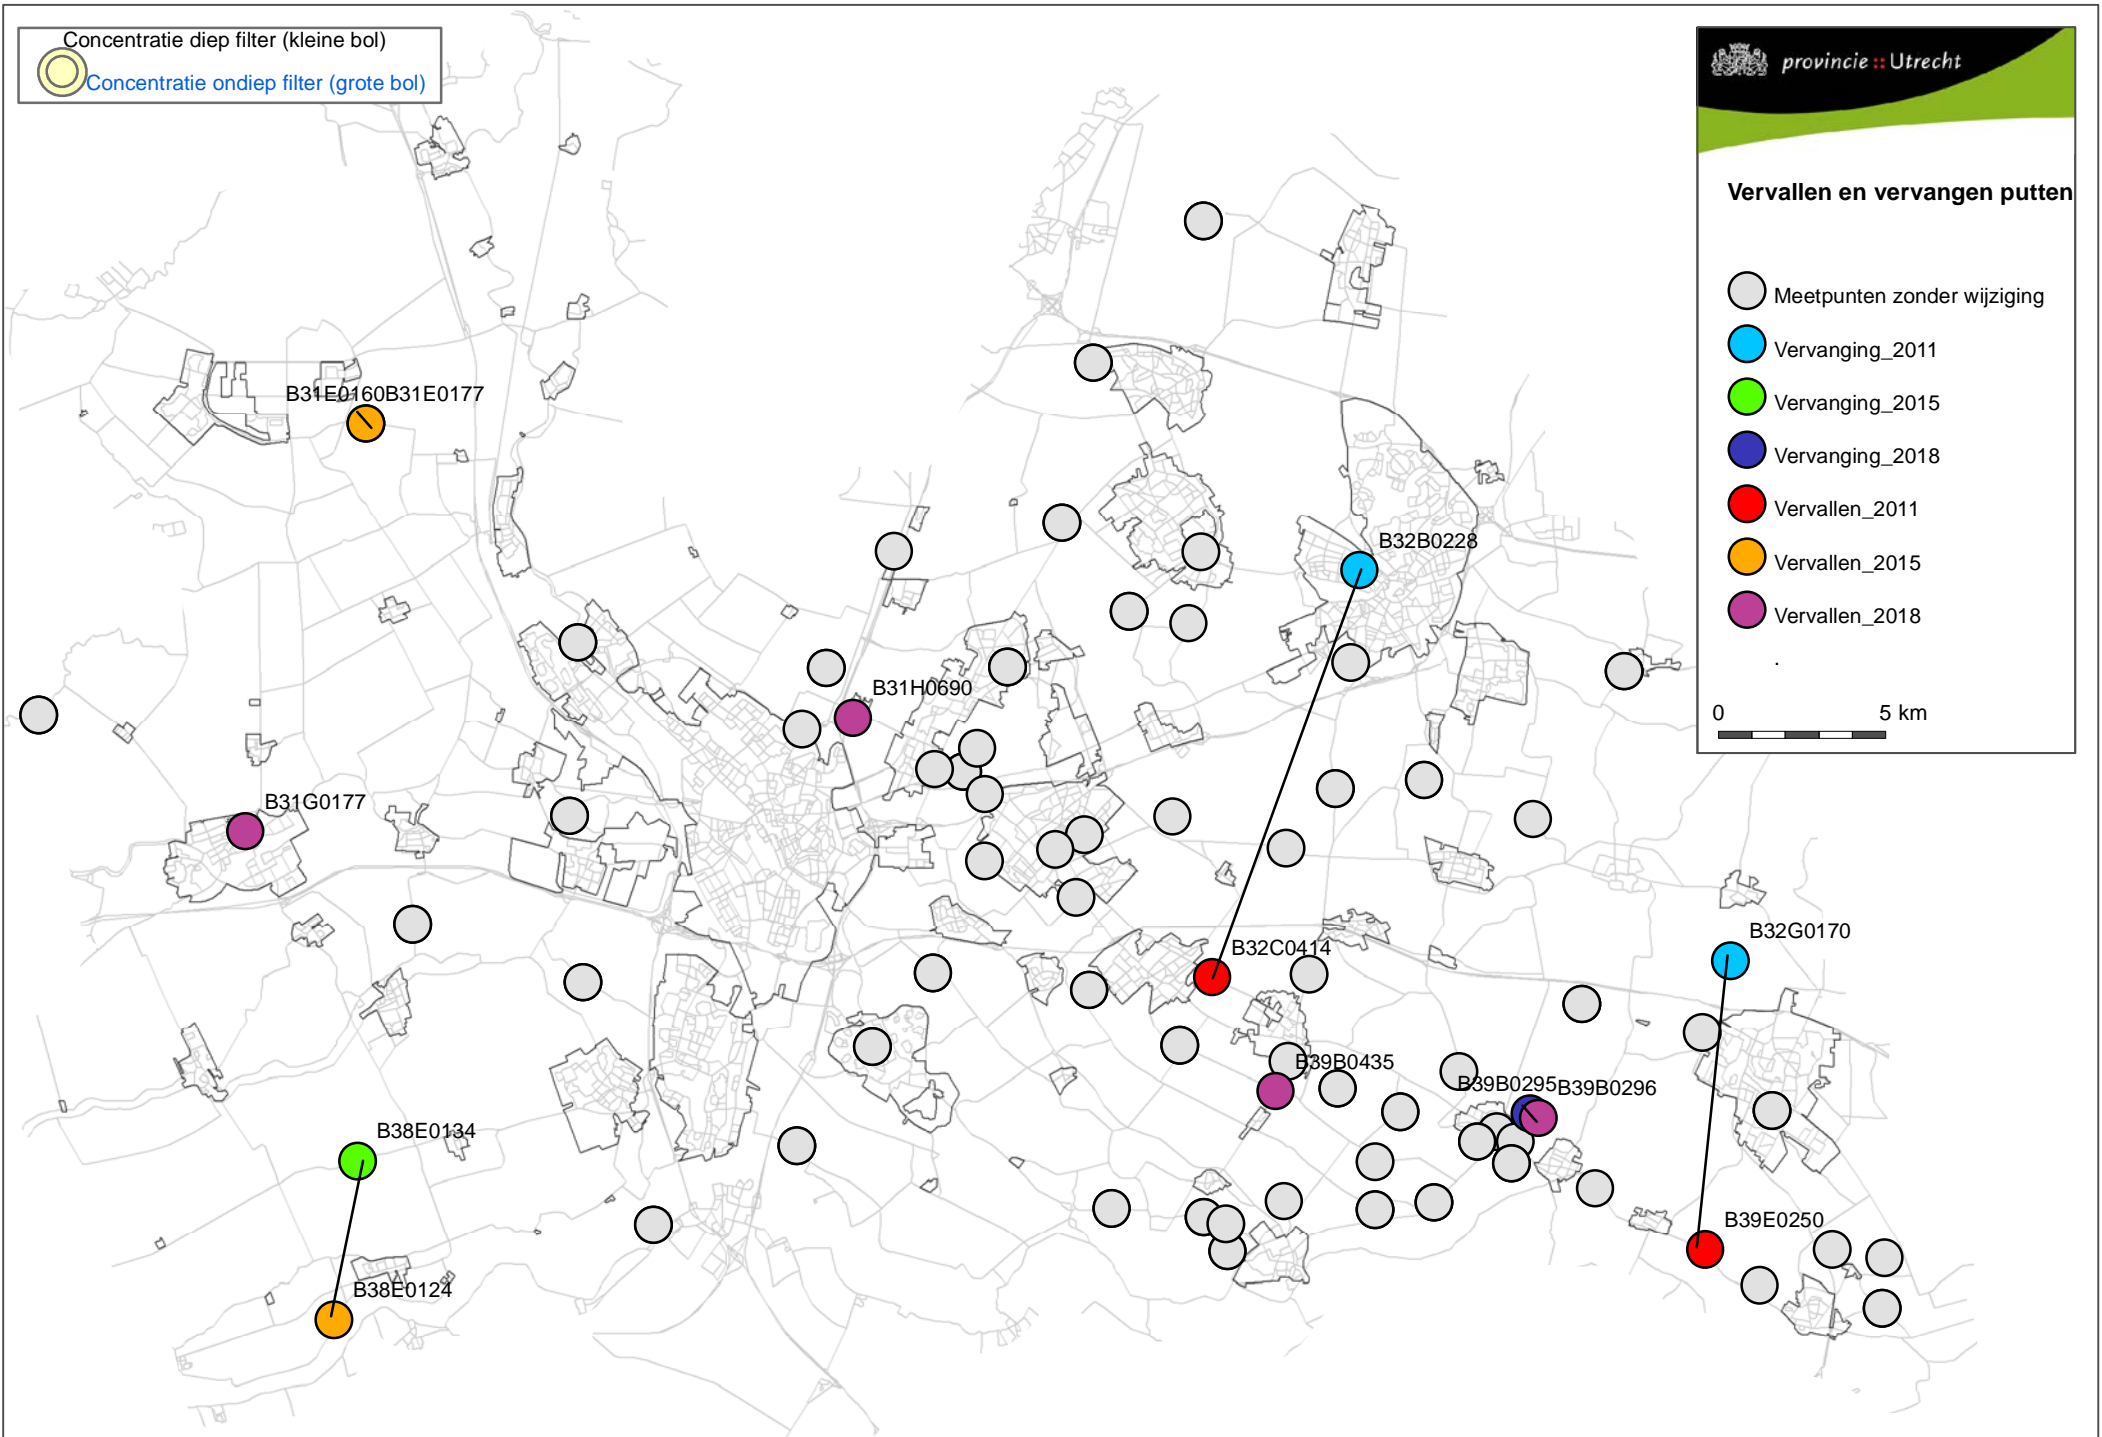 Concentratie diep filter (kleine bol)
Concentratie ondiep filter (grote bol)
provincie :: Utrecht
Vervallen en vervangen putten
Meetpunten zonder wijziging
Vervanging_2011
Vervanging_2015
Vervanging_2018
Vervallen_2011
Vervallen_2015
Vervallen_2018
.
0 5 km
B31E0160B31E0177
B32B0228
B31H0690
B31G0177
B32C0414
B32G0170
B39B0435
B39B0295B39B0296
B38E0134
B39E0250
B38E0124